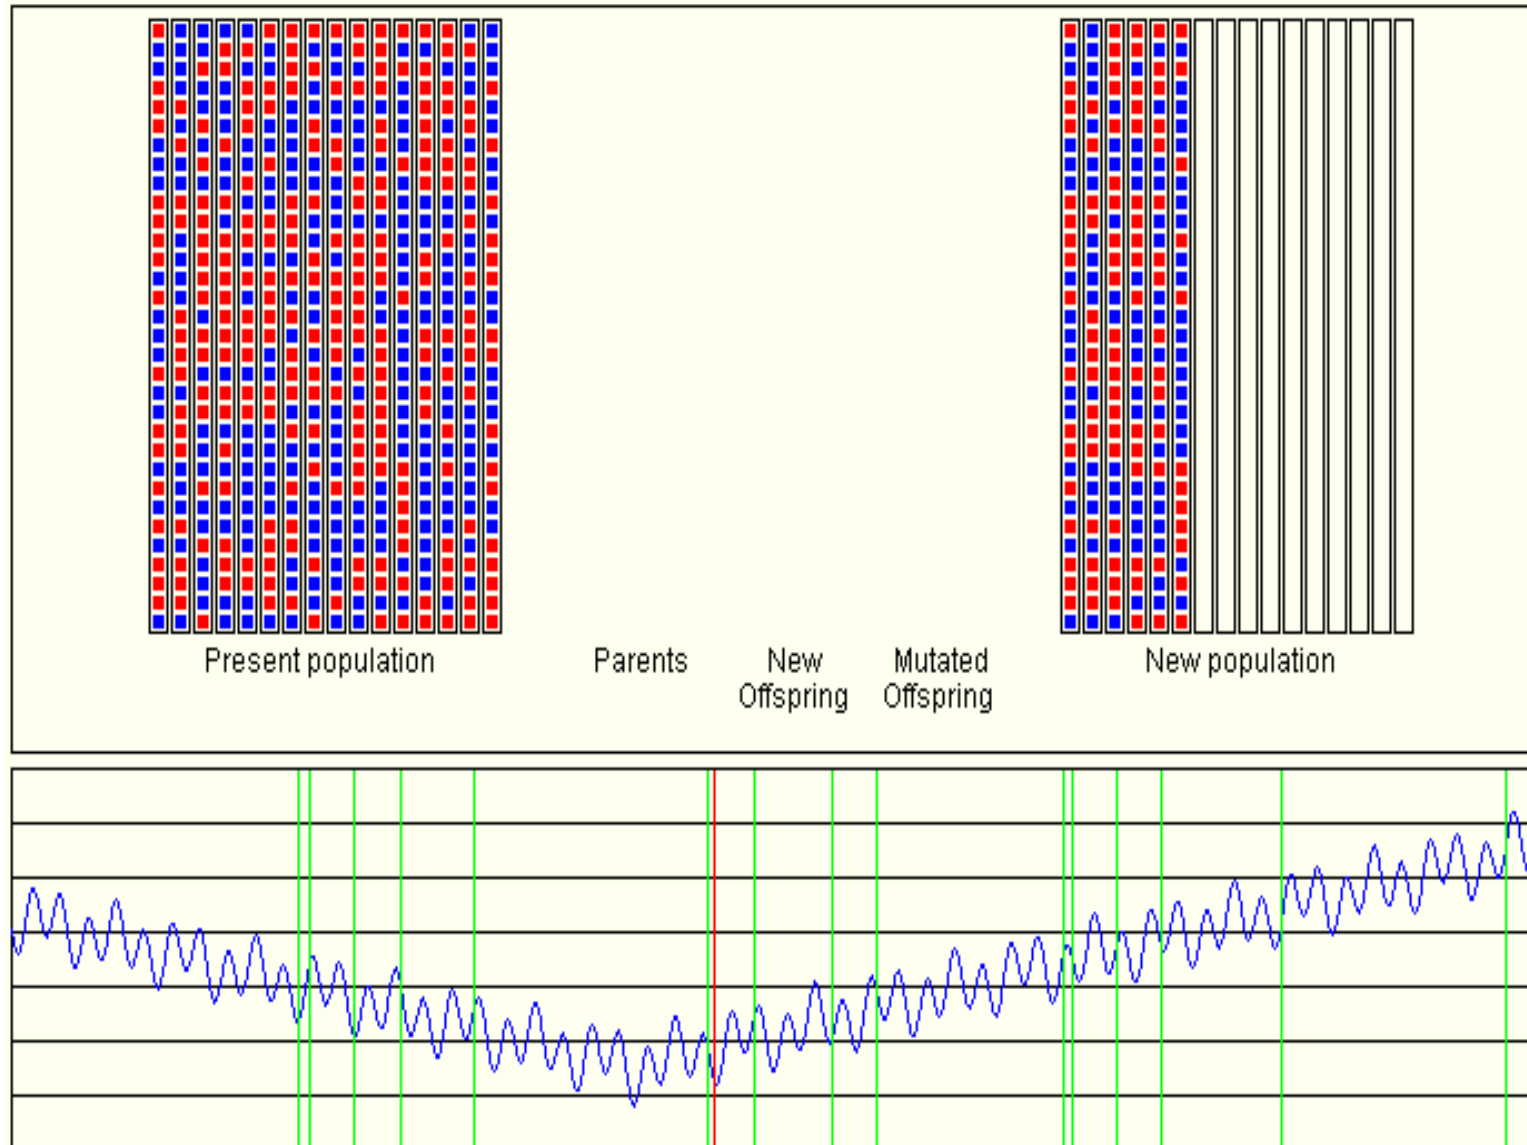 Present population
Parents
New
Offspring
Mutated
Offspring
New population